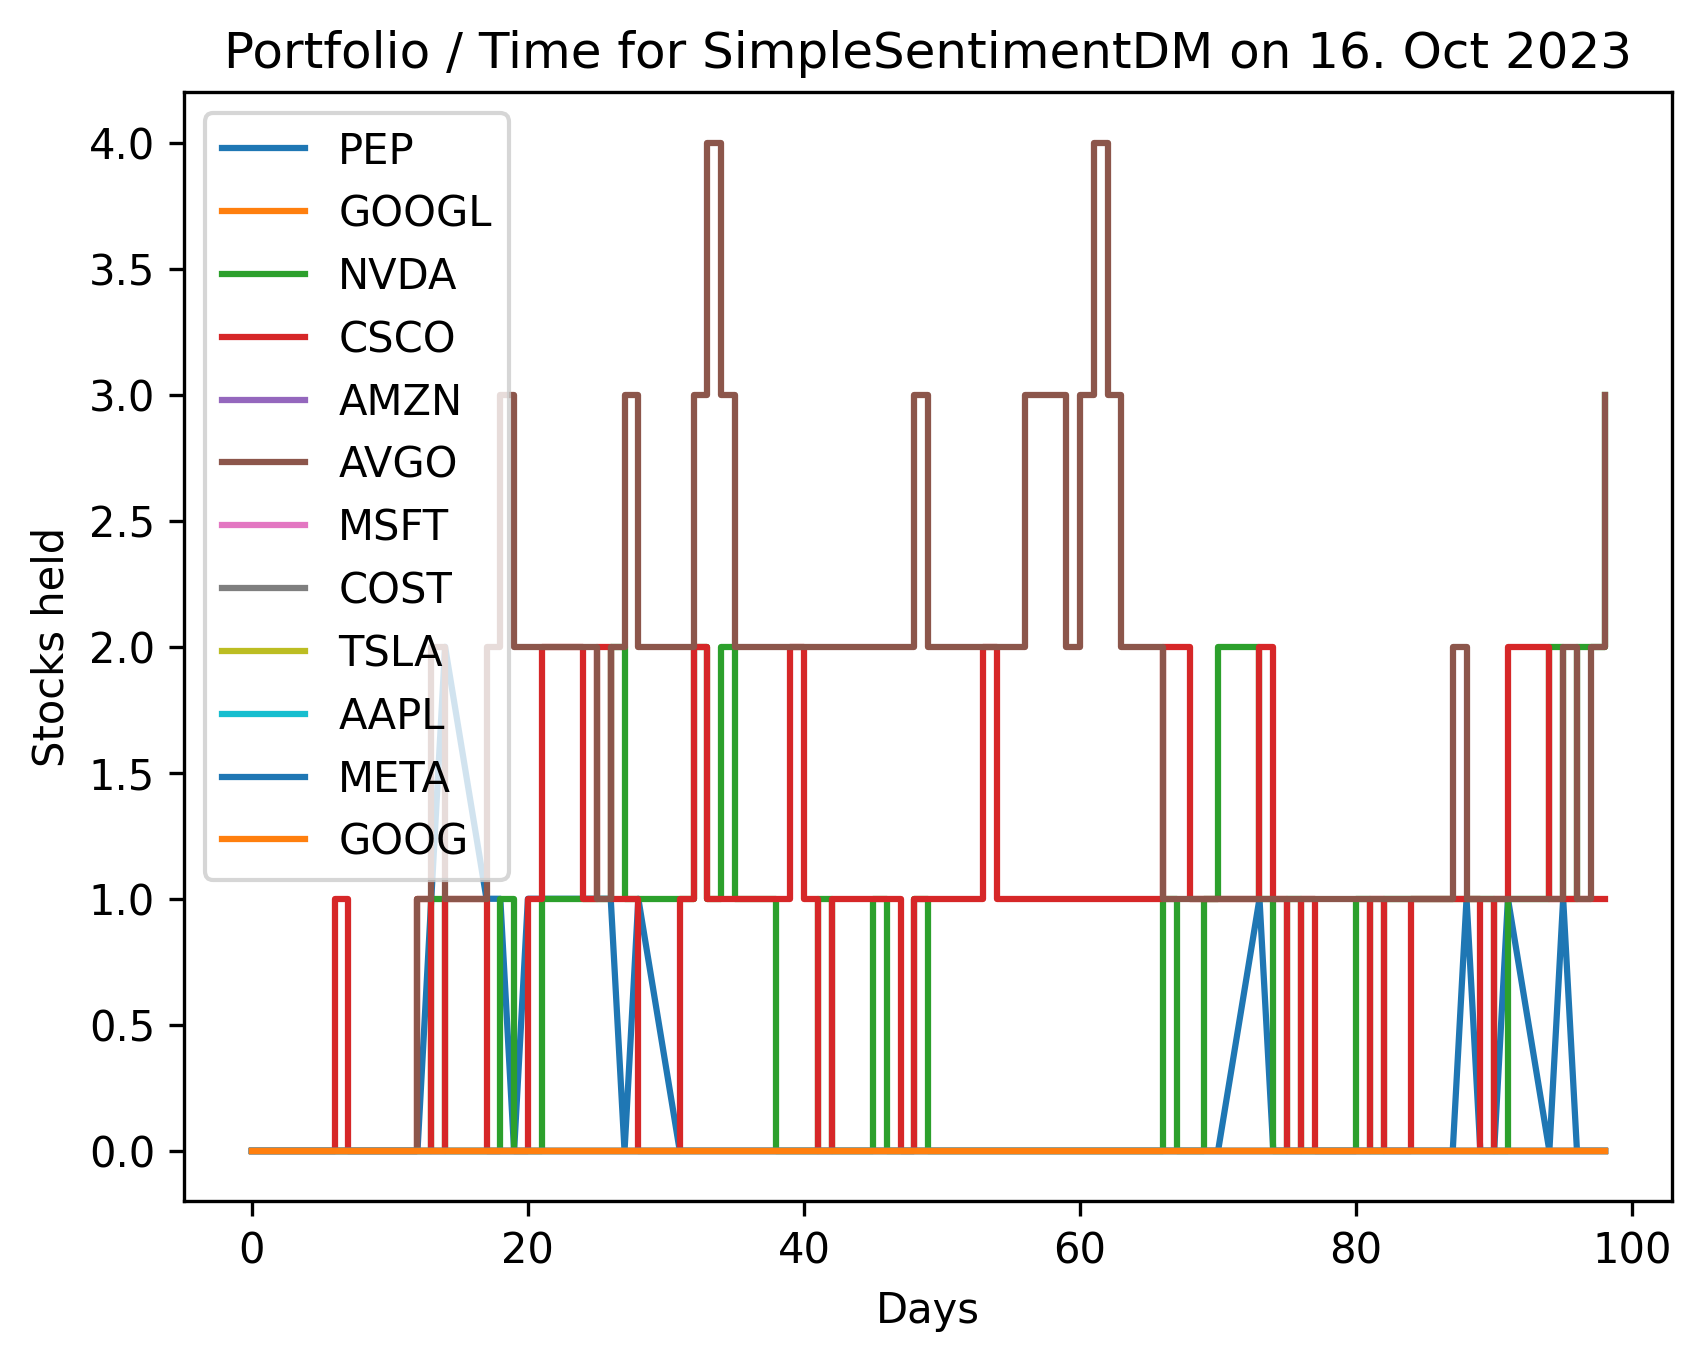 Portfolio / Time for SimpleSentimentDM on 16. Oct 2023
PEP
GOOGL
NVDA
CSCO
AMZN
AVGO
MSFT
COST
TSLA
AAPL
META
GOOG
4.0
3.5
3.0
2.5
2.0
1.5
1.0
0.5
0.0
Stocks held
0 20 40 60 80 100
Days